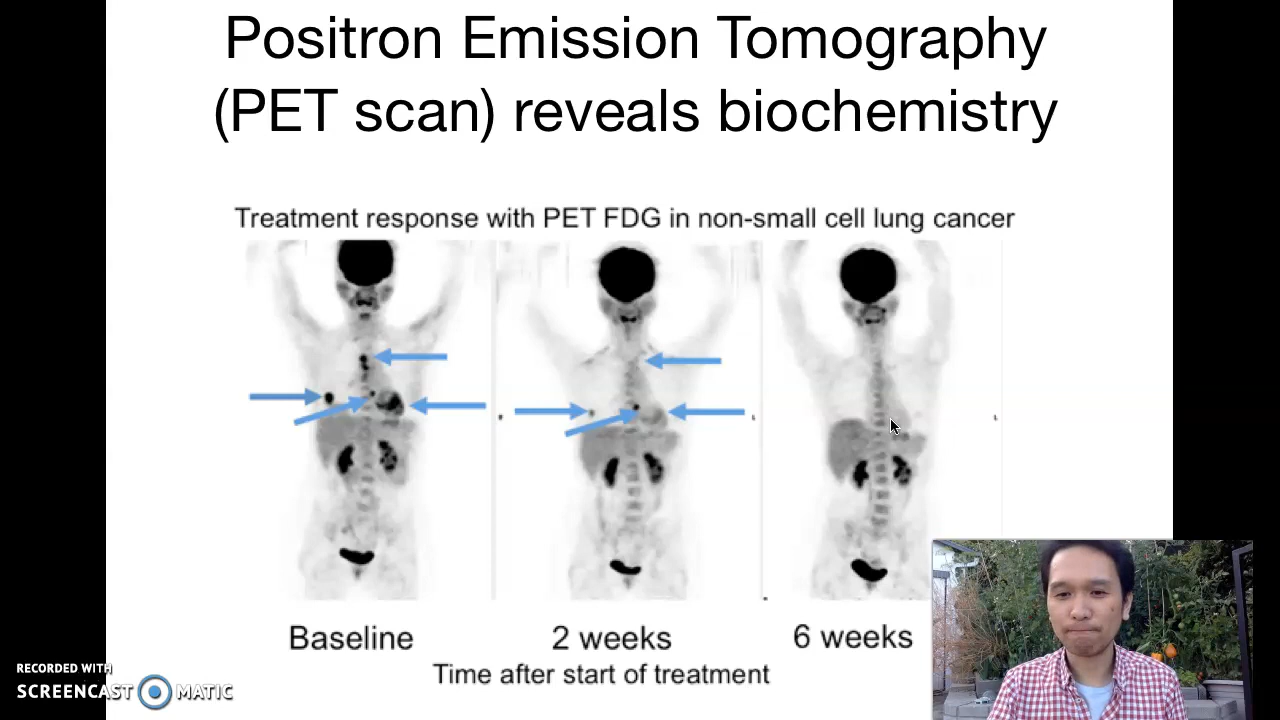 Positron Emission Tomography
(PET scan) reveals biochemistry
Treatment response with PET FDG in non-small cell lung cancer
Baseline
2 weeks
6 weeks
Time after start of treatment
RECORDED WITH
SCREENCAST MATIC